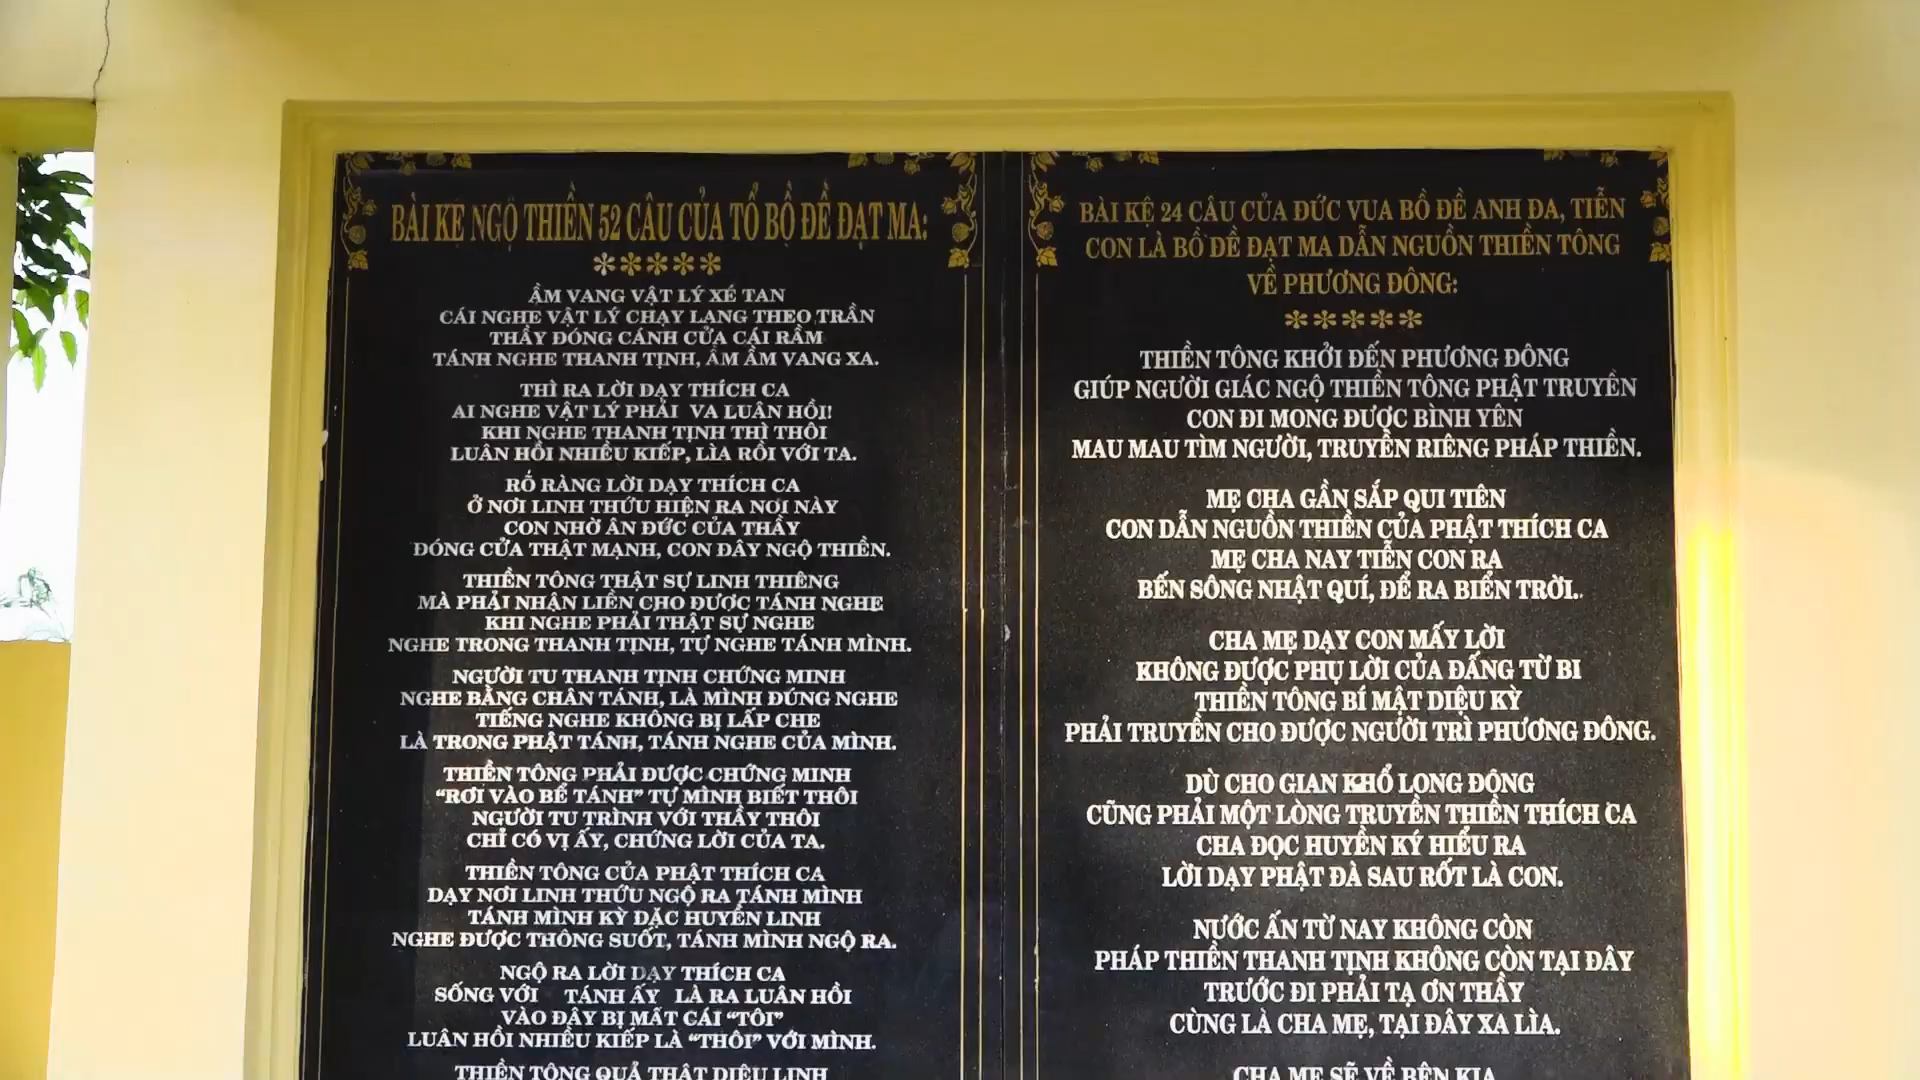 BÀI KỆ NGỘ THIỀN 52 CÂU CỦA TỔ BỒ ĐỀ ĐẠT MA:
ẦM VANG VẬT LÝ XÉ TAN
CÁI NGHE VẬT LÝ CHẠY LANG THEO TRẦN
THẦY ĐÓNG CÁNH CỬA CÁI RẦM
TÁNH NGHE THANH TỊNH, ẦM ẦM VANG XA.
THÌ RA LỜI DẠY THÍCH CA
AI NGHE VẬT LÝ PHẢI VA LUÂN HỒI!
KHI NGHE THANH TỊNH THÌ THÔI
LUÂN HỒI NHIỀU KIẾP, LÌA RỒI VỚI TA.
RỐ RÀNG LỜI DẠY THÍCH CA
Ở NƠI LINH THỨU HIỆN RA NƠI NÀY
CON NHỜ ÂN ĐỨC CỦA THẦY
ĐÓNG CỬA THẬT MẠNH, CON ĐÂY NGỘ THIỀN.
THIỀN TÔNG THẬT SỰ LINH THIÊNG
MÀ PHẢI NHẬN LIỀN CHO ĐƯỢC TÁNH NGHE
KHI NGHE PHẢI THẬT SỰ NGHE
NGHE TRONG THANH TỊNH, TỰ NGHE TÁNH MÌNH.
NGƯỜI TU THANH TỊNH CHỨNG MINH
NGHE BẰNG CHÂN TÁNH, LÀ MÌNH ĐÚNG NGHE
TIẾNG NGHE KHÔNG BỊ LẤP CHE
LÀ TRONG PHẬT TÁNH, TÁNH NGHE CỦA MÌNH.
THIỀN TÔNG PHẢI ĐƯỢC CHỨNG MINH
“RƠI VÀO BỂ TÁNH” TỰ MÌNH BIẾT THÔI
NGƯỜI TU TRÌNH VỚI THẦY THÔI
CHỈ CÓ VỊ ẤY, CHỨNG LỜI CỦA TA.
THIỀN TÔNG CỦA PHẬT THÍCH CA
DẠY NƠI LINH THỨU NGỘ RA TÁNH MÌNH
TÁNH MÌNH KỲ ĐẶC HUYỀN LINH
NGHE ĐƯỢC THÔNG SUỐT, TÁNH MÌNH NGỘ RA.
NGỘ RA LỜI DẠY THÍCH CA
SỐNG VỚI TÁNH ẤY LÀ RA LUÂN HỒI
VÀO ĐÂY BỊ MẤT CÁI “TÔI”
LUÂN HỒI NHIỀU KIẾP LÀ “THÔI” VỚI MÌNH.
THIỀN TÔNG QUẢ THẬT DIỆU LINH
BÀI KỆ 24 CÂU CỦA ĐỨC VUA BỒ ĐỀ ANH ĐA, TIỄN
CON LÀ BỒ ĐỀ ĐẠT MA DẪN NGUỒN THIỀN TÔNG
VỀ PHƯƠNG ĐÔNG:
THIỀN TÔNG KHỞI ĐẾN PHƯƠNG ĐÔNG
GIÚP NGƯỜI GIÁC NGỘ THIỀN TÔNG PHẬT TRUYỀN
CON ĐI MONG ĐƯỢC BÌNH YÊN
MAU MAU TÌM NGƯỜI, TRUYỀN RIÊNG PHÁP THIỀN.
MẸ CHA GẦN SẮP QUI TIÊN
CON DẪN NGUỒN THIỀN CỦA PHẬT THÍCH CA
MẸ CHA NAY TIỄN CON RA
BẾN SÔNG NHẬT QUÍ, ĐỂ RA BIỂN TRỜI.
CHA MẸ DẠY CON MẤY LỜI
KHÔNG ĐƯỢC PHỤ LỜI CỦA ĐẤNG TỪ BI
THIỀN TÔNG BÍ MẬT DIỆU KỲ
PHẢI TRUYỀN CHO ĐƯỢC NGƯỜI TRÌ PHƯƠNG ĐÔNG.
DÙ CHO GIAN KHỔ LONG ĐỘNG
CŨNG PHẢI MỘT LÒNG TRUYỀN THIỀN THÍCH CA
CHA ĐỌC HUYỀN KÝ HIỂU RA
LỜI DẠY PHẬT ĐÀ SAU RỐT LÀ CON.
NƯỚC ẤN TỪ NAY KHÔNG CÒN
PHÁP THIỀN THANH TỊNH KHÔNG CÒN TẠI ĐÂY
TRƯỚC ĐI PHẢI TẠ ƠN THẦY
CÙNG LÀ CHA MẸ, TẠI ĐÂY XA LÌA.
CHA MẸ SẼ VỀ BÊN KIA